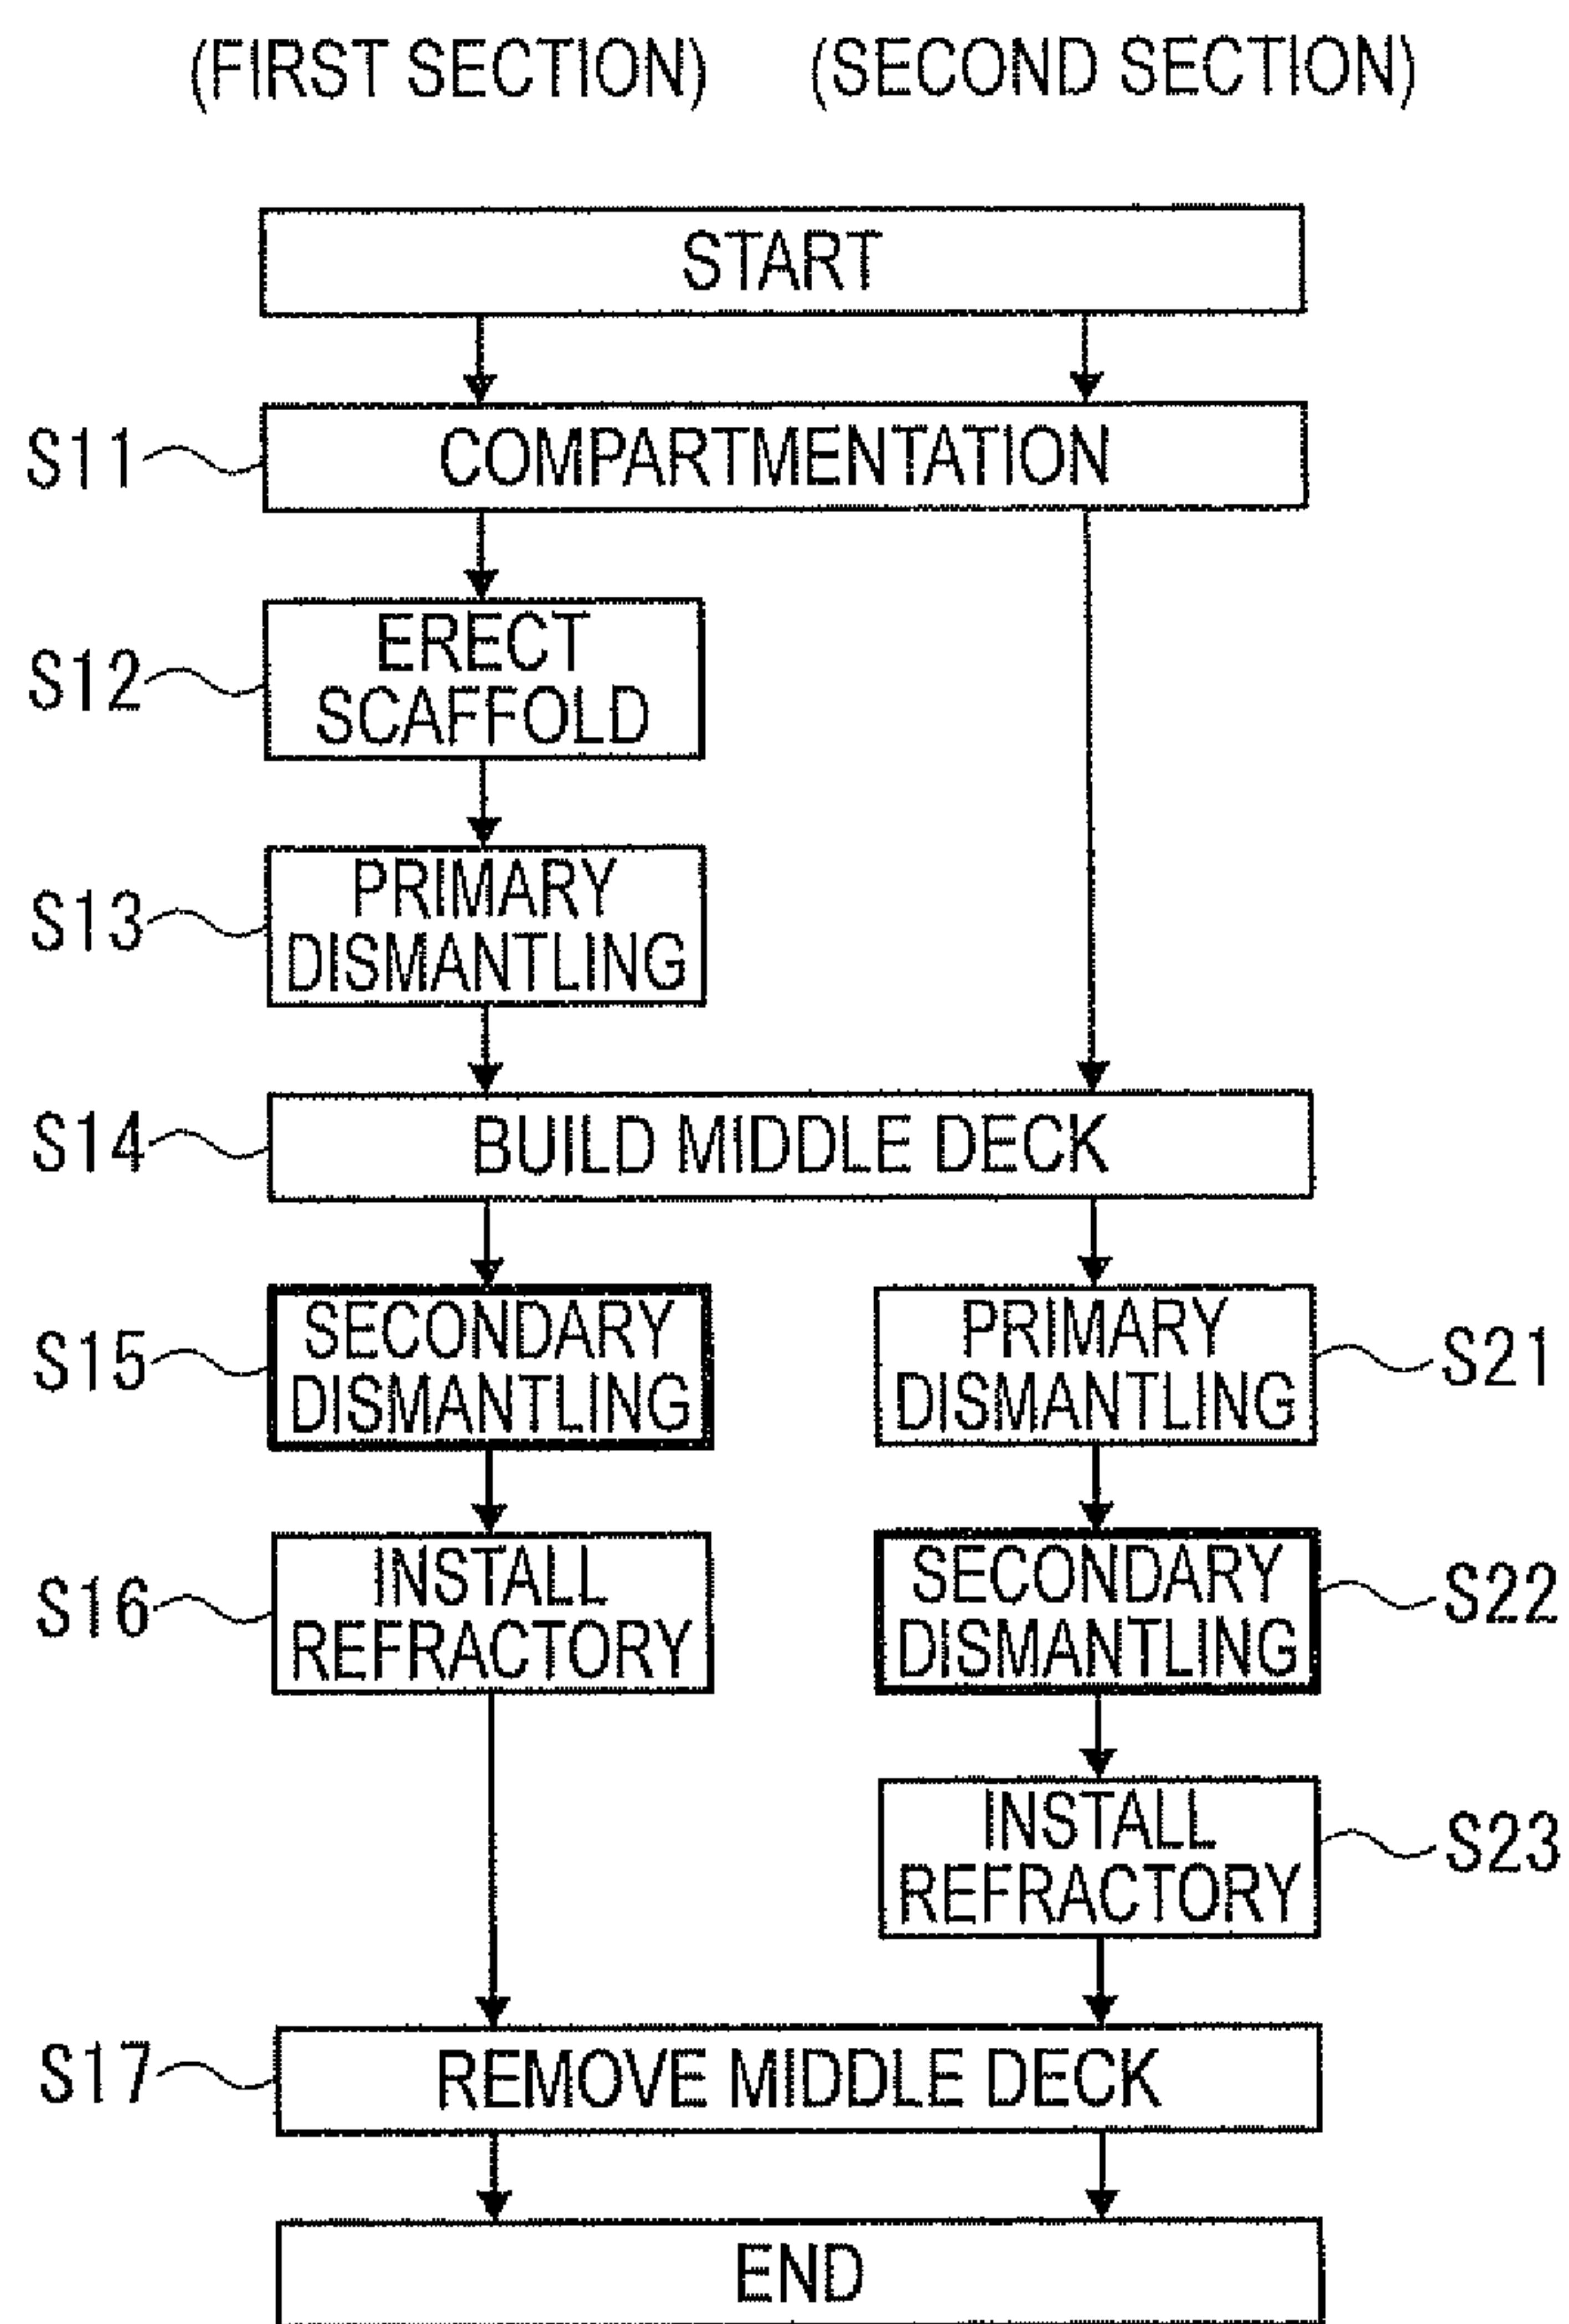 (FIRST SECTION) (SECOND SECTION)
START
S11 COMPARTMENTATION
S12 ERECT
SCAFFOLD
S13 PRIMARY
DISMANTLING
S14 BUILD MIDDLE DECK
S15 SECONDARY
DISMANTLING
PRIMARY S21
DISMANTLING
S16 INSTALL
REFRACTORY
SECONDARY S22
DISMANTLING
INSTALL S23
REFRACTORY
S17 REMOVE MIDDLE DECK
END